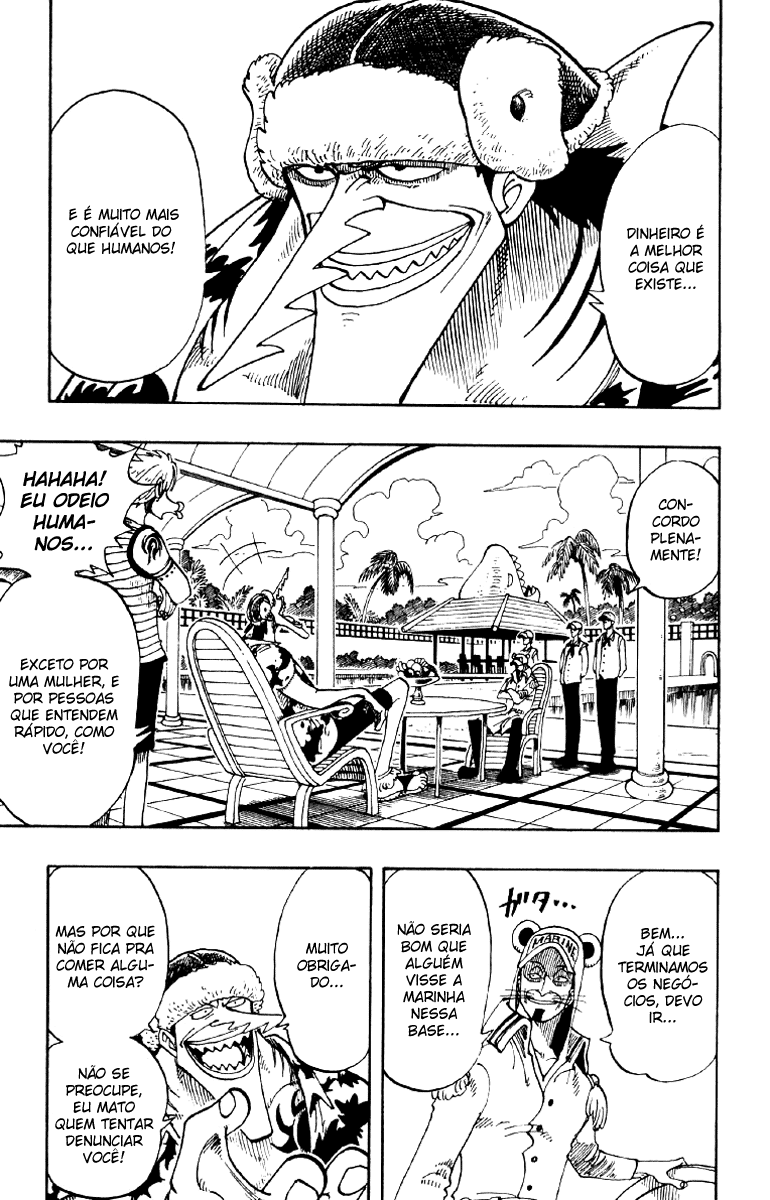 DINHEIRO É
A MELHOR
COISA QUE
EXISTE...
E É MUITO MAIS
CONFIÁVEL DO
QUE HUMANOS!
CON-
CORDO
PLENA-
MENTE!
HAHAHA!
EU ODEIO
HUMA-
NOS...
EXCETO POR
UMA MULHER, E
POR PESSOAS
QUE ENTENDEM
RÁPIDO, COMO
VOCÊ!
BEM...
JÁ QUE
TERMINAMOS
OS NEGÓ-
CIOS, DEVO
IR...
ガタ...
MARINE
NÃO SERIA
BOM QUE
ALGUÉM
VISSE A
MARINHA
NESSA
BASE...
MUITO
OBRIGA-
DO...
MAS POR QUE
NÃO FICA PRA
COMER ALGU-
MA COISA?
NÃO SE
PREOCUPE,
EU MATO
QUEM TENTAR
DENUNCIAR
VOCÊ!